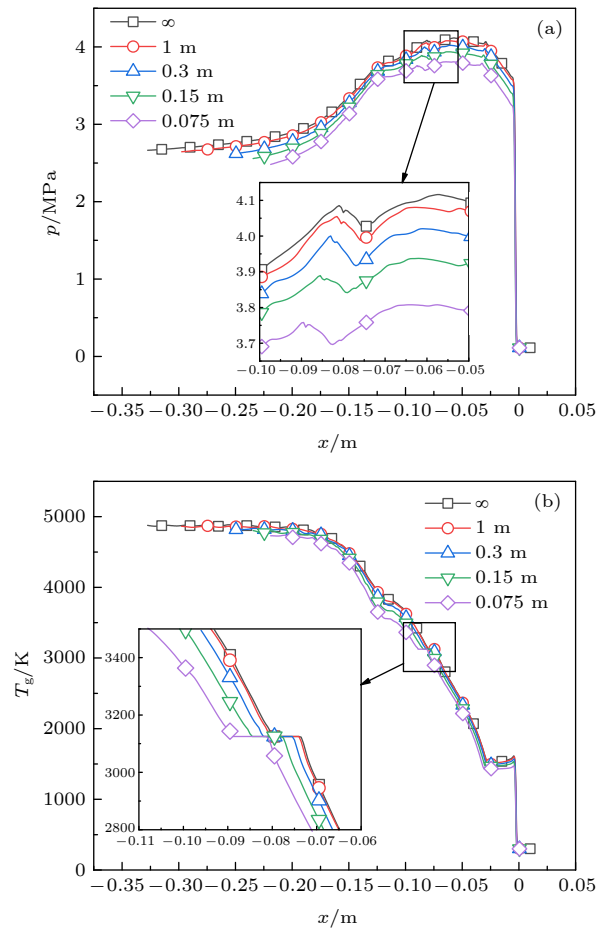 (a)
∞
1 m
0.3 m
0.15 m
0.075 m
4
3
2
1
0
p/MPa
4.1
4.0
3.9
3.8
3.7
−0.10 −0.09 −0.08 −0.07 −0.06 −0.05
−0.35 −0.30 −0.25 −0.20 −0.15 −0.10 −0.05 0 0.05
x/m
(b)
∞
1 m
0.3 m
0.15 m
0.075 m
5000
4000
3000
2000
1000
0
Tg/K
3400
3200
3000
2800
−0.11 −0.10 −0.09 −0.08 −0.07 −0.06
−0.35 −0.30 −0.25 −0.20 −0.15 −0.10 −0.05 0 0.05
x/m